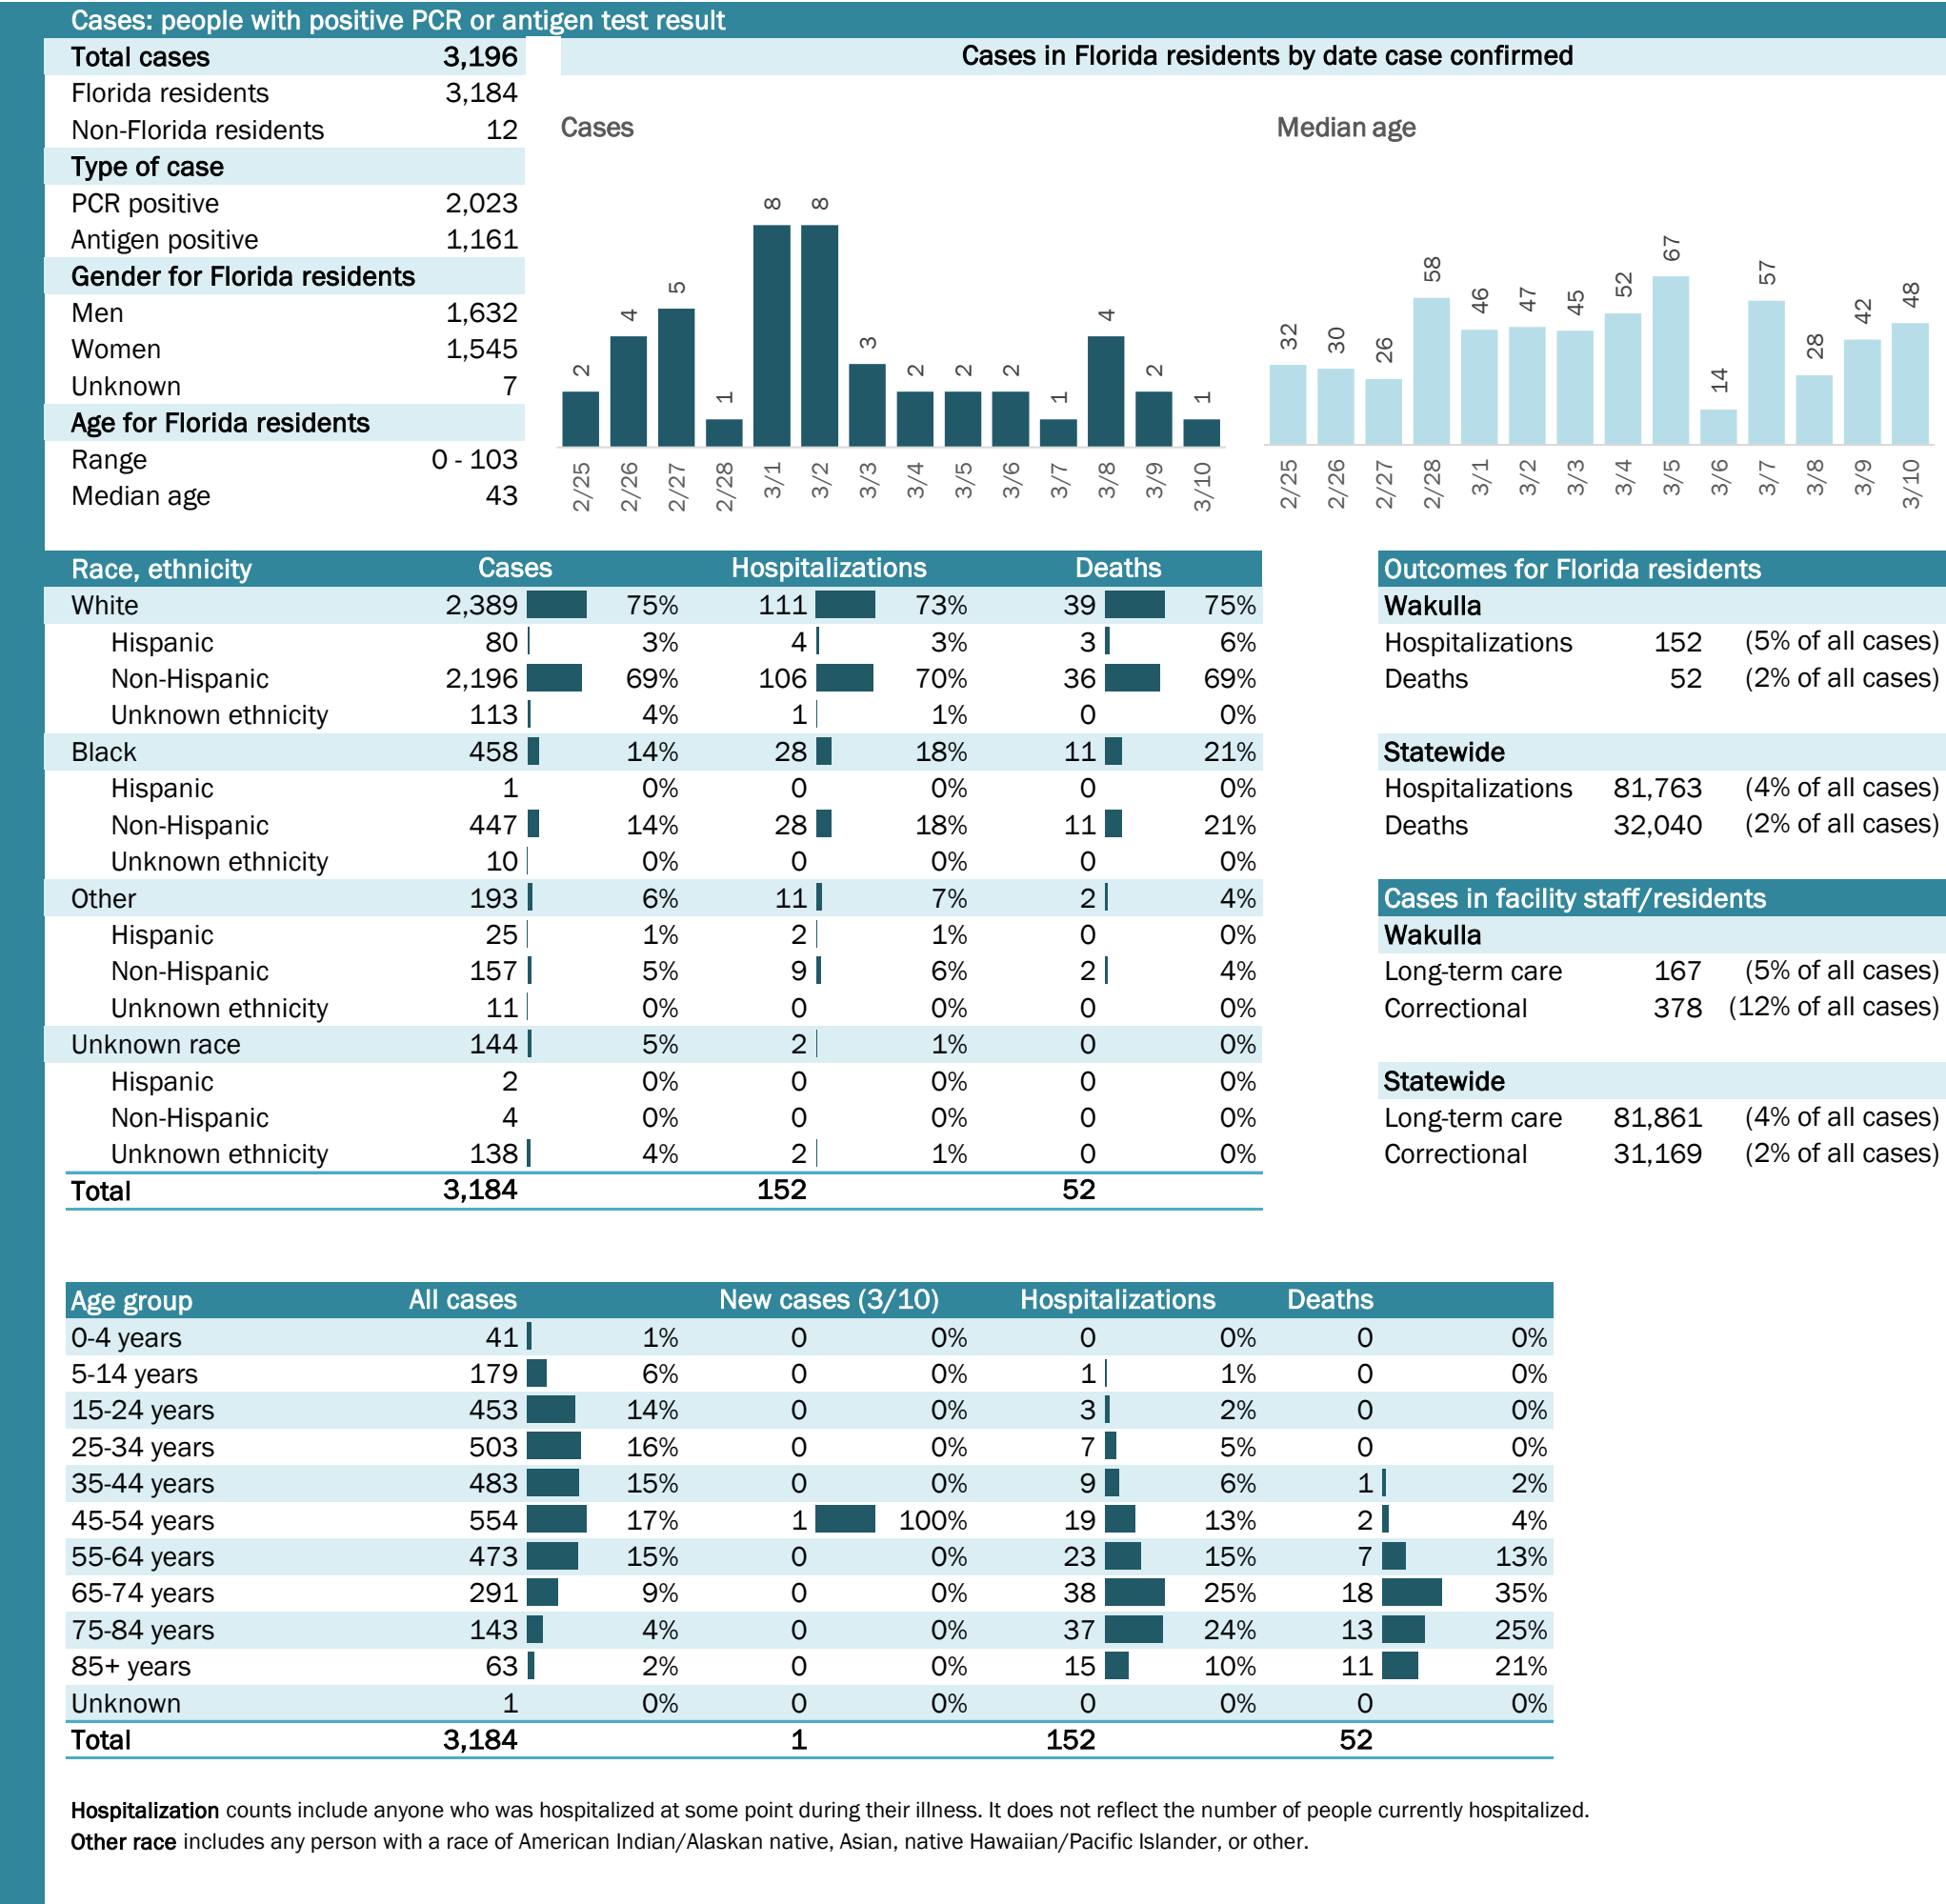 Cases: people with positive PCR or antigen test result
Total cases 3,196
Florida residents 3,184
Non-Florida residents 12
Type of case
PCR positive 2,023
Antigen positive 1,161
Gender for Florida residents
Men 1,632
Women 1,545
Unknown 7
Age for Florida residents
Range 0 - 103
Median age 43
Cases in Florida residents by date case confirmed
Cases
2 4 5 1 8 8 3 2 2 2 1 4 2 1
2/25 2/26 2/27 2/28 3/1 3/2 3/3 3/4 3/5 3/6 3/7 3/8 3/9 3/10
Median age
32 30 26 58 46 47 45 52 67 14 57 28 42 48
2/25 2/26 2/27 2/28 3/1 3/2 3/3 3/4 3/5 3/6 3/7 3/8 3/9 3/10
Race, ethnicity Cases Hospitalizations Deaths
White 2,389 75% 111 73% 39 75%
Hispanic 80 3% 4 3% 3 6%
Non-Hispanic 2,196 69% 106 70% 36 69%
Unknown ethnicity 113 4% 1 1% 0 0%
Black 458 14% 28 18% 11 21%
Hispanic 1 0% 0 0% 0 0%
Non-Hispanic 447 14% 28 18% 11 21%
Unknown ethnicity 10 0% 0 0% 0 0%
Other 193 6% 11 7% 2 4%
Hispanic 25 1% 2 1% 0 0%
Non-Hispanic 157 5% 9 6% 2 4%
Unknown ethnicity 11 0% 0 0% 0 0%
Unknown race 144 5% 2 1% 0 0%
Hispanic 2 0% 0 0% 0 0%
Non-Hispanic 4 0% 0 0% 0 0%
Unknown ethnicity 138 4% 2 1% 0 0%
Total 3,184 152 52
Outcomes for Florida residents
Wakulla
Hospitalizations 152 (5% of all cases)
Deaths 52 (2% of all cases)
Statewide
Hospitalizations 81,763 (4% of all cases)
Deaths 32,040 (2% of all cases)
Cases in facility staff/residents
Wakulla
Long-term care 167 (5% of all cases)
Correctional 378 (12% of all cases)
Statewide
Long-term care 81,861 (4% of all cases)
Correctional 31,169 (2% of all cases)
Age group All cases New cases (3/10) Hospitalizations Deaths
0-4 years 41 1% 0 0% 0 0% 0 0%
5-14 years 179 6% 0 0% 1 1% 0 0%
15-24 years 453 14% 0 0% 3 2% 0 0%
25-34 years 503 16% 0 0% 7 5% 0 0%
35-44 years 483 15% 0 0% 9 6% 1 2%
45-54 years 554 17% 1 100% 19 13% 2 4%
55-64 years 473 15% 0 0% 23 15% 7 13%
65-74 years 291 9% 0 0% 38 25% 18 35%
75-84 years 143 4% 0 0% 37 24% 13 25%
85+ years 63 2% 0 0% 15 10% 11 21%
Unknown 1 0% 0 0% 0 0% 0 0%
Total 3,184 1 152 52
Hospitalization counts include anyone who was hospitalized at some point during their illness. It does not reflect the number of people currently hospitalized.
Other race includes any person with a race of American Indian/Alaskan native, Asian, native Hawaiian/Pacific Islander, or other.